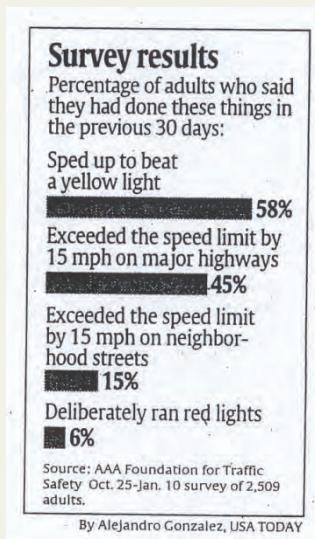 Survey results
Percentage of adults who said
they had done these things in
the previous 30 days:
Sped up to beat
a yellow light
58%
Exceeded the speed limit by
15 mph on major highways
45%
Exceeded the speed limit
by 15 mph on neighbor-
hood streets
15%
Deliberately ran red lights
6%
Source: AAA Foundation for Traffic
Safety Oct. 25-Jan. 10 survey of 2,509
adults.
By Alejandro Gonzalez, USA TODAY